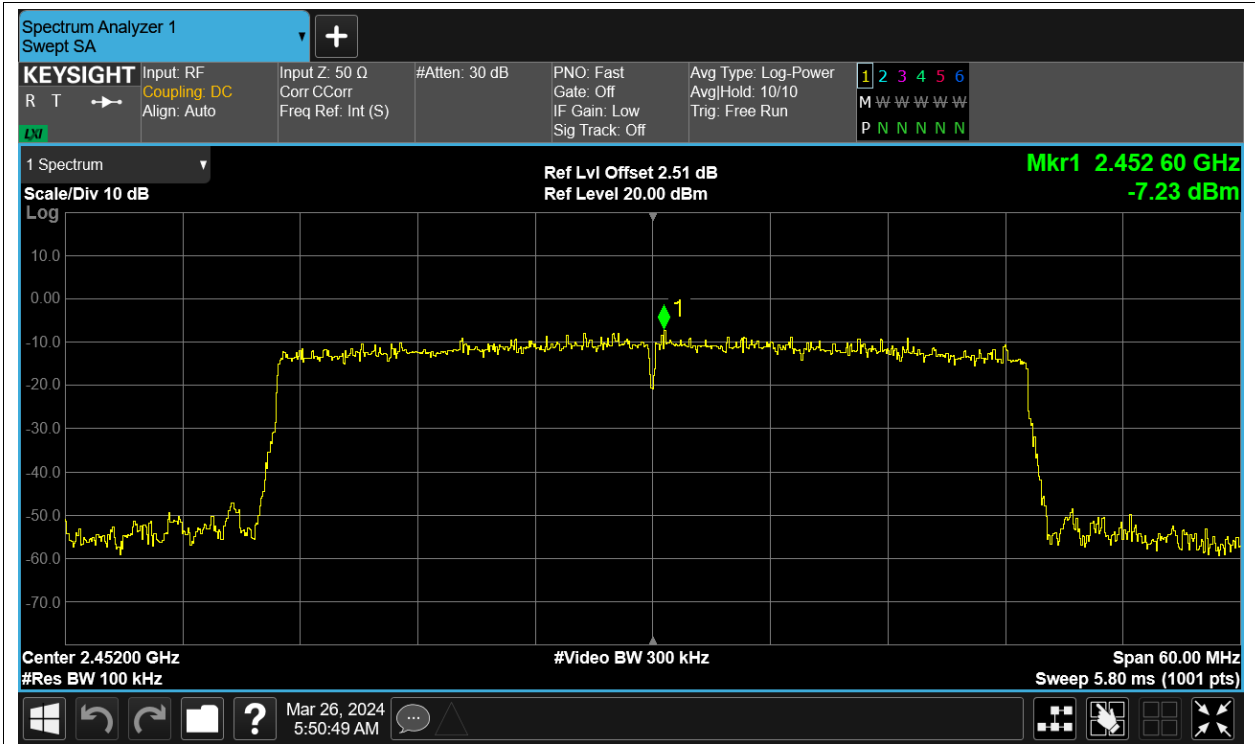 Spectrum Analyzer 1
Swept SA
KEYSIGHT
R T
LXI
Input: RF
Coupling: DC
Align: Auto
Input Z: 50 Ω
Corr CCorr
Freq Ref: Int (S)
#Atten: 30 dB
PNO: Fast
Gate: Off
IF Gain: Low
Sig Track: Off
Avg Type: Log-Power
Avg|Hold: 10/10
Trig: Free Run
1 2 3 4 5 6
M W W W W W
P N N N N N
1 Spectrum
Scale/Div 10 dB
Log
Ref Lvl Offset 2.51 dB
Ref Level 20.00 dBm
Mkr1 2.452 60 GHz
-7.23 dBm
10.0
0.00
-10.0
-20.0
-30.0
-40.0
-50.0
-60.0
-70.0
1
Center 2.45200 GHz
#Res BW 100 kHz
#Video BW 300 kHz
Span 60.00 MHz
Sweep 5.80 ms (1001 pts)
?
Mar 26, 2024
5:50:49 AM